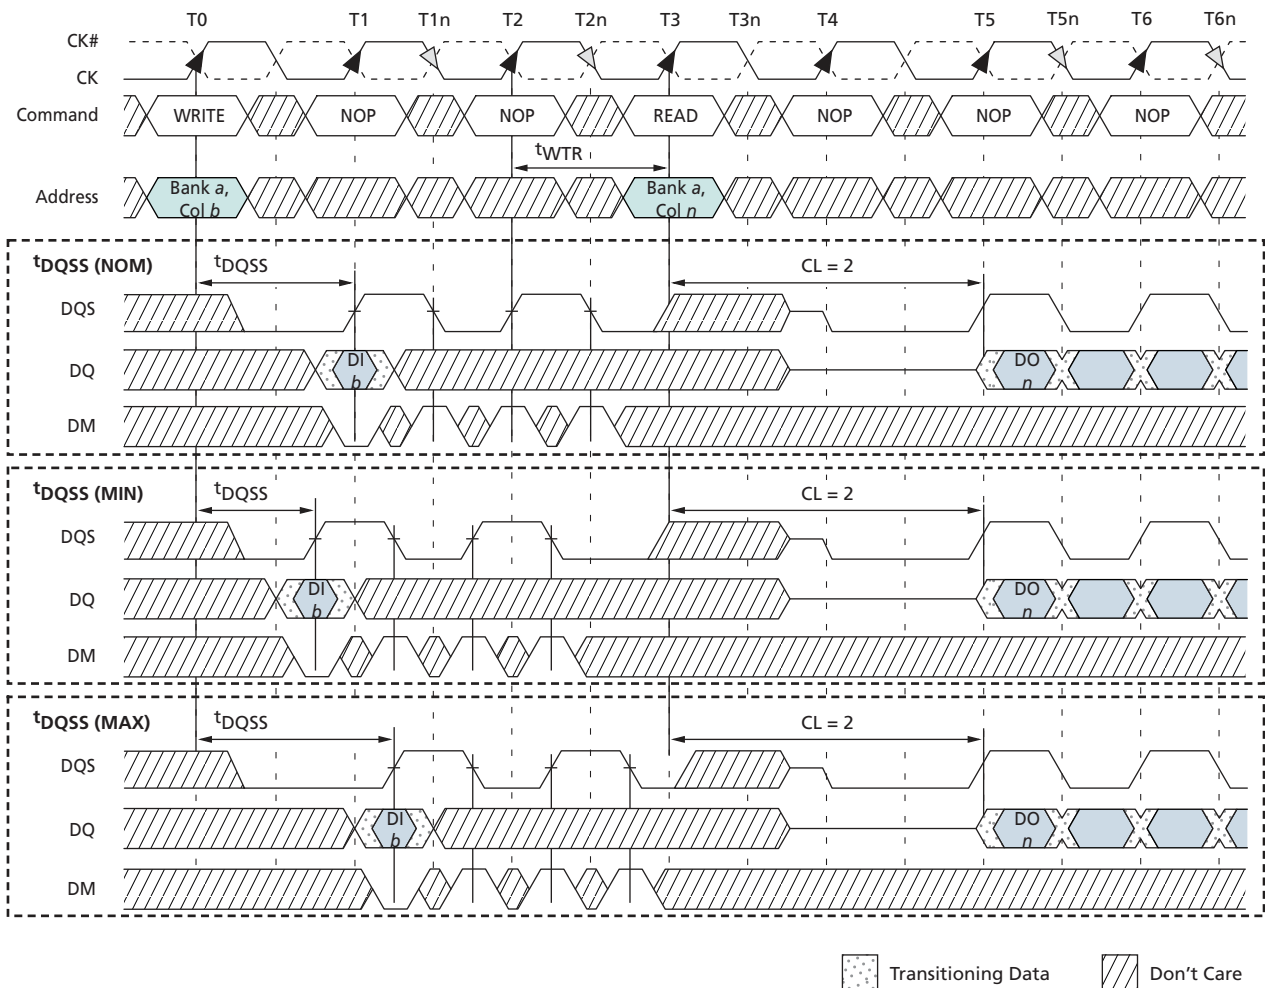 T0 T1 T1n T2 T2n T3 T3n T4 T5 T5n T6 T6n
CK#
CK
Command WRITE NOP NOP READ NOP NOP NOP
tWTR
Address Bank a, Col b Bank a, Col n
tDQSS (NOM) tDQSS CL = 2
DQS
DQ DI b DO n
DM
tDQSS (MIN) tDQSS CL = 2
DQS
DQ DI b DO n
DM
tDQSS (MAX) tDQSS CL = 2
DQS
DQ DI b DO n
DM
Transitioning Data Don't Care